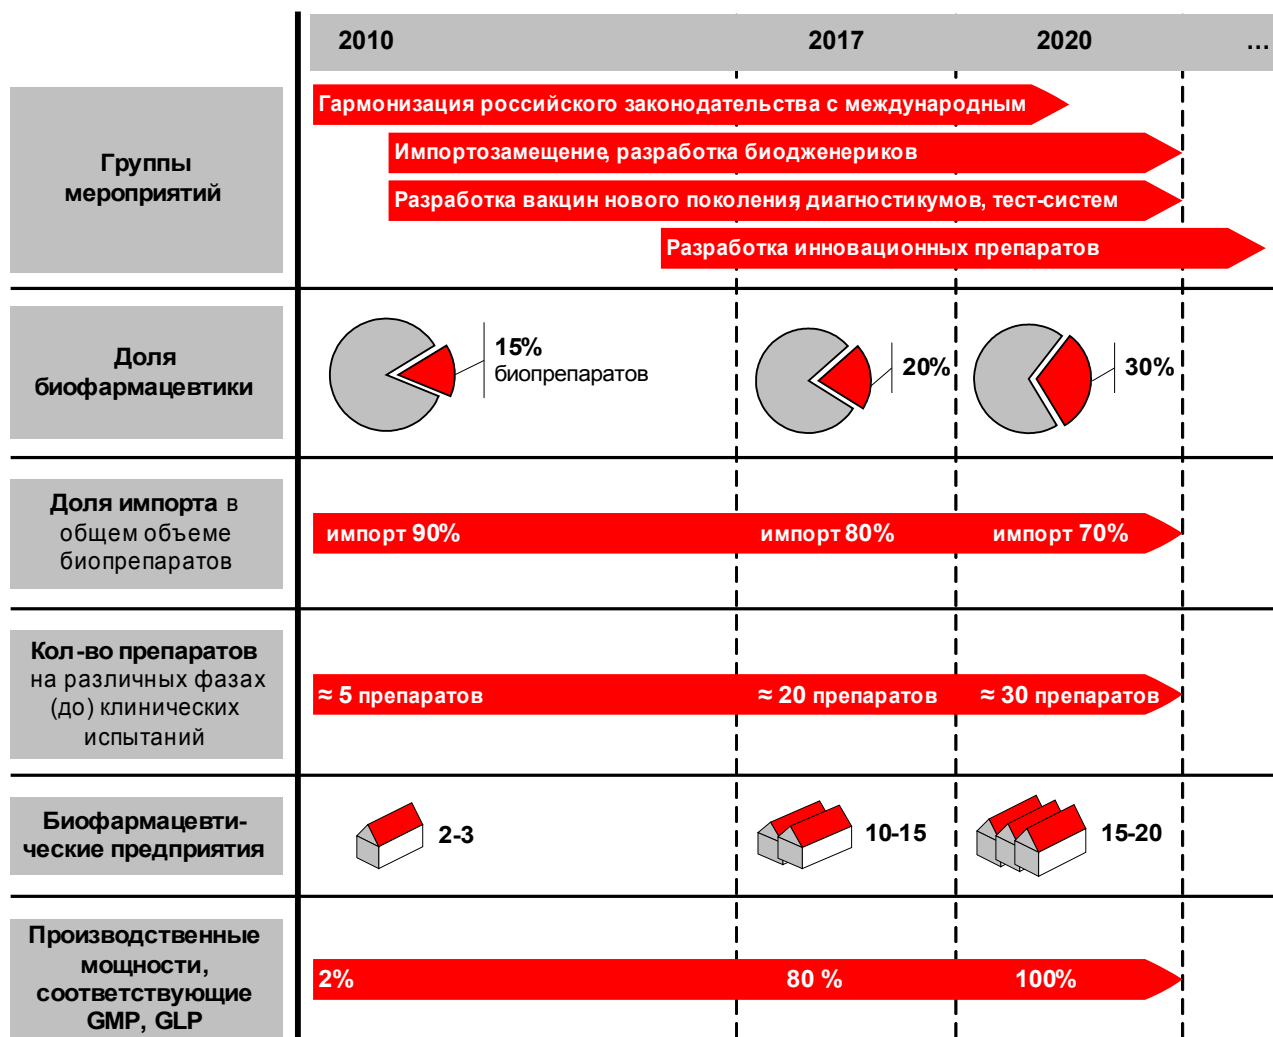 2010 2017 2020 ...
Группы
мероприятий
Гармонизация российского законодательства с международным
Импортозамещение, разработка биодженериков
Разработка вакцин нового поколения, диагностикумов, тест-систем
Разработка инновационных препаратов
Доля
биофармацевтики
15%
биопрепаратов
20%
30%
Доля импорта в
общем объеме
биопрепаратов
импорт 90% импорт 80% импорт 70%
Кол-во препаратов
на различных фазах
(до) клинических
испытаний
≈ 5 препаратов ≈ 20 препаратов ≈ 30 препаратов
Биофармацевти-
ческие предприятия
2-3 10-15 15-20
Производственные
мощности,
соответствующие
GMP, GLP
2% 80 % 100%